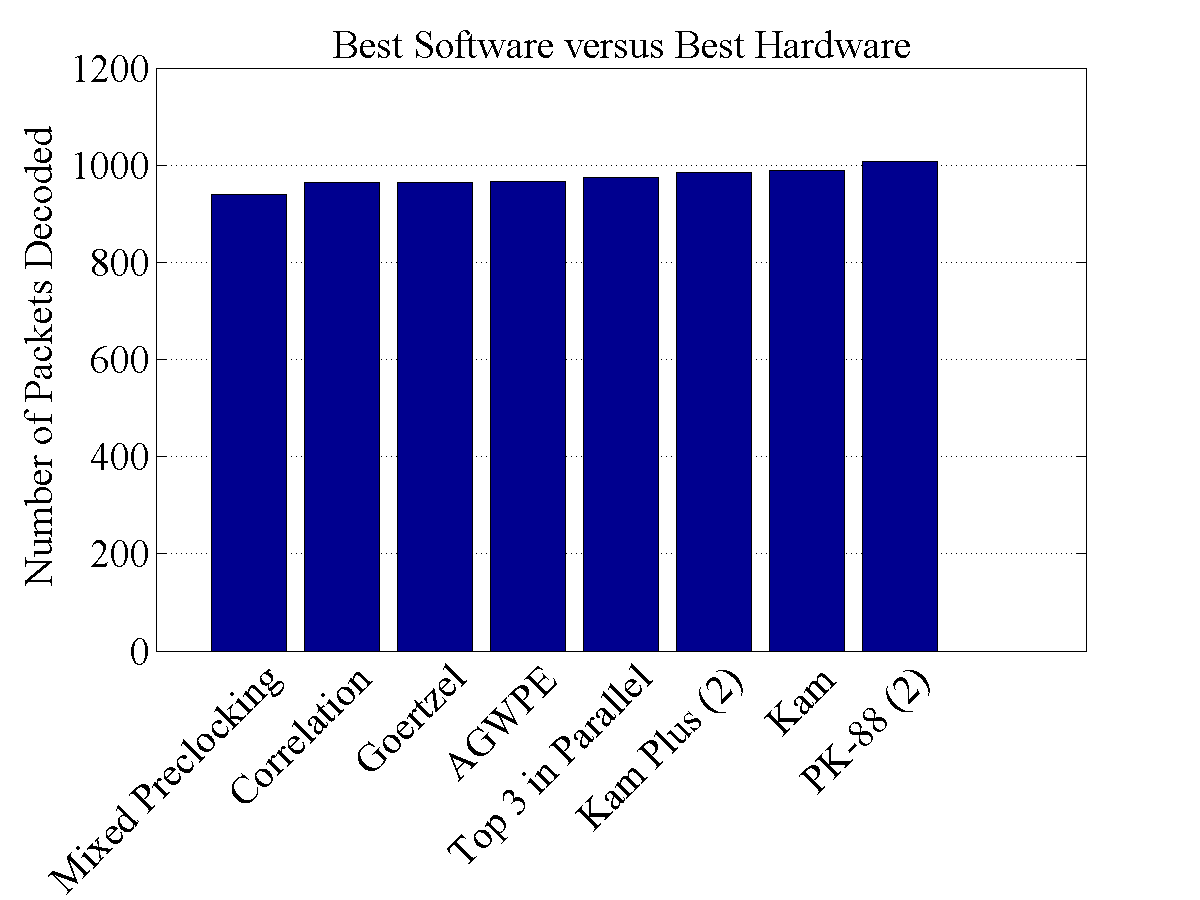 Best Software versus Best Hardware
Number of Packets Decoded
1200
1000
800
600
400
200
0
Mixed Preclocking
Correlation
Goertzel
AGWPE
Top 3 in Parallel
Kam Plus (2)
Kam
PK-88 (2)